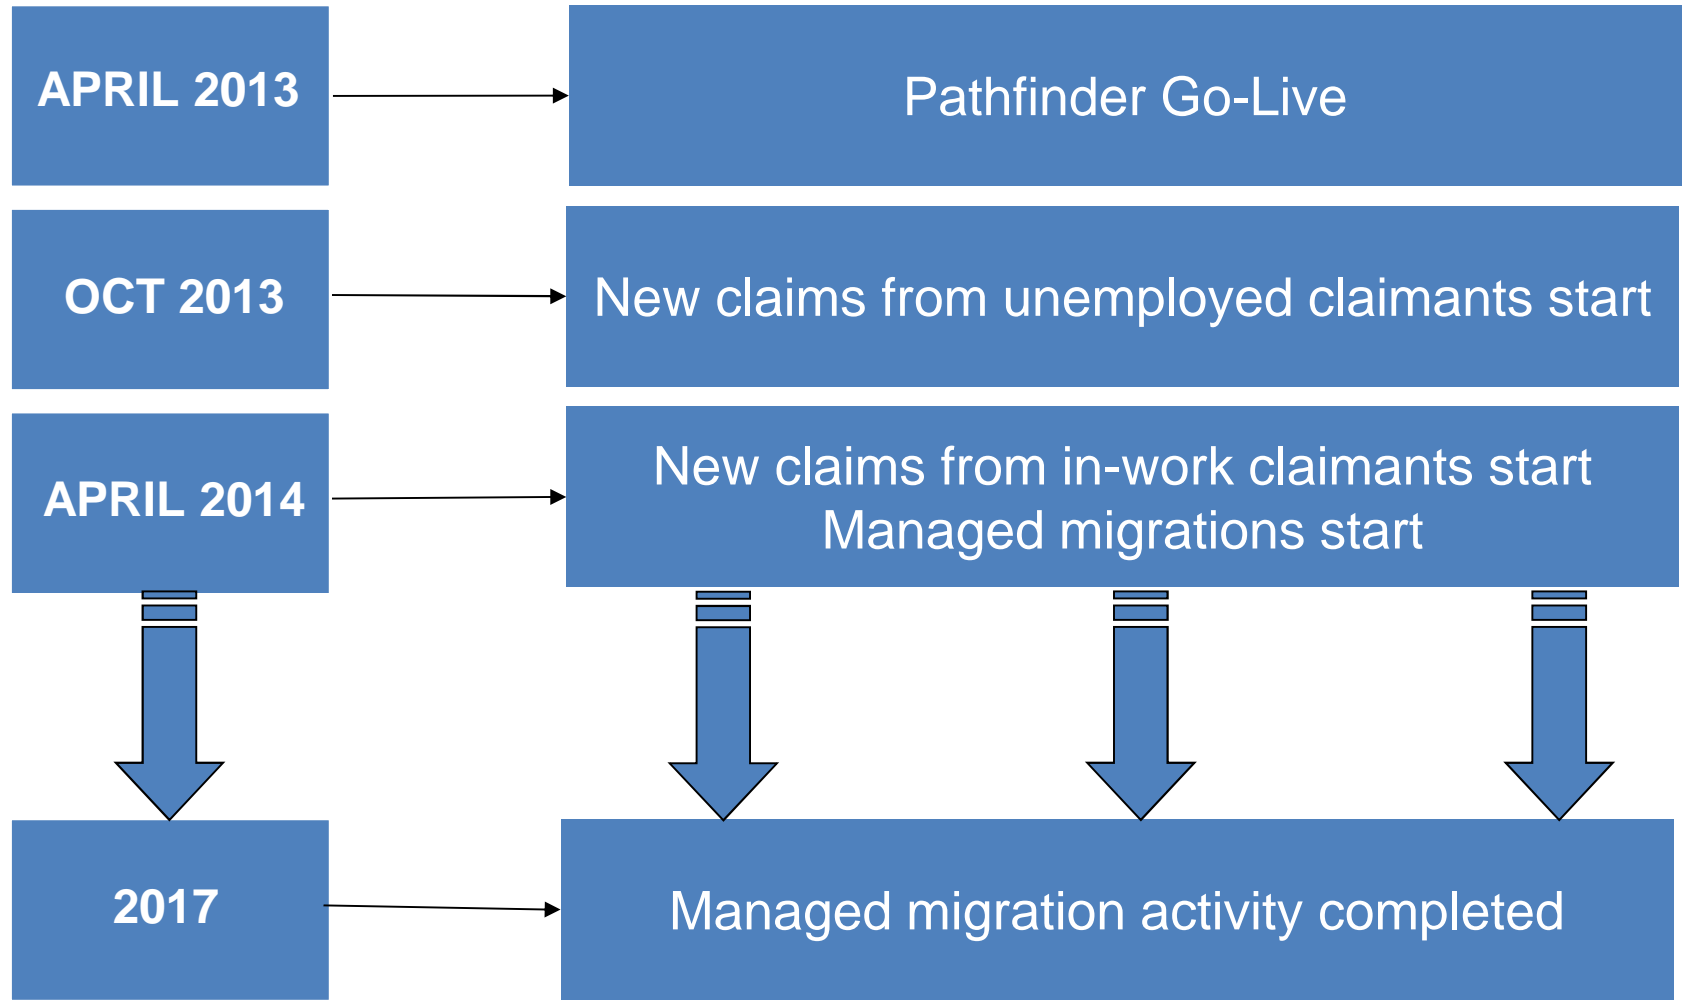 APRIL 2013
Pathfinder Go-Live
OCT 2013
New claims from unemployed claimants start
APRIL 2014
New claims from in-work claimants start
Managed migrations start
2017
Managed migration activity completed